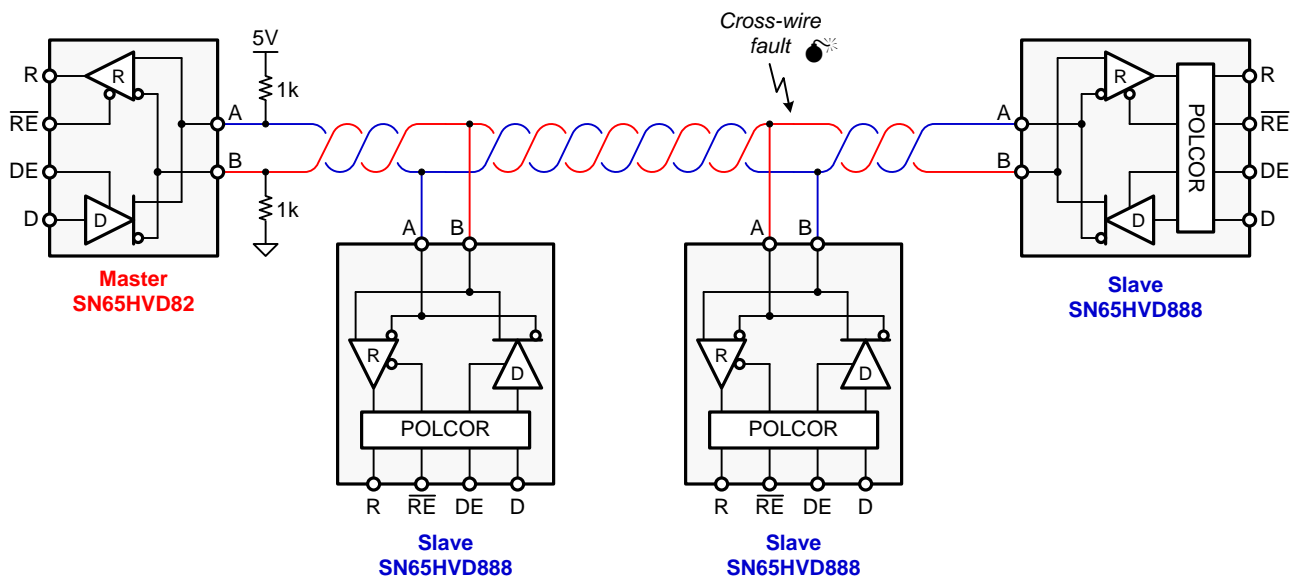 Cross-wire
fault
5V
1k
1k
R
RE
DE
D
R
D
A
B
Master
SN65HVD82
A
B
R
D
POLCOR
R
RE
DE
D
Slave
SN65HVD888
A
B
R
D
POLCOR
R
RE
DE
D
Slave
SN65HVD888
A
B
R
D
POLCOR
R
RE
DE
D
Slave
SN65HVD888